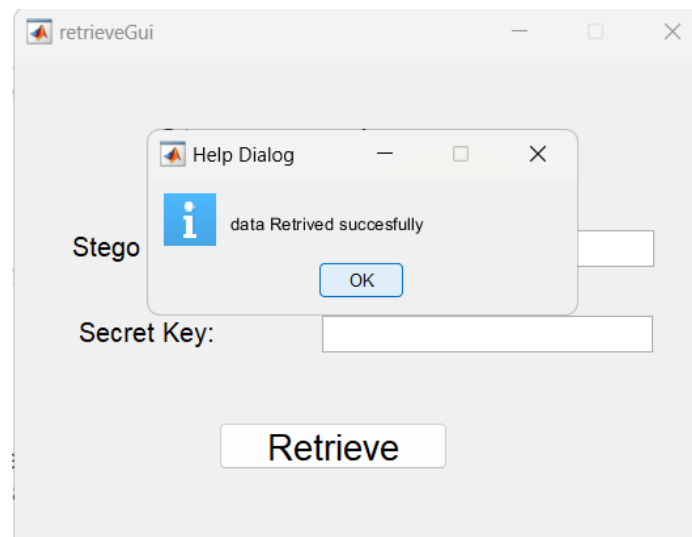 retrieveGui
Help Dialog
data Retrived succesfully
OK
Stego
Secret Key:
Retrieve